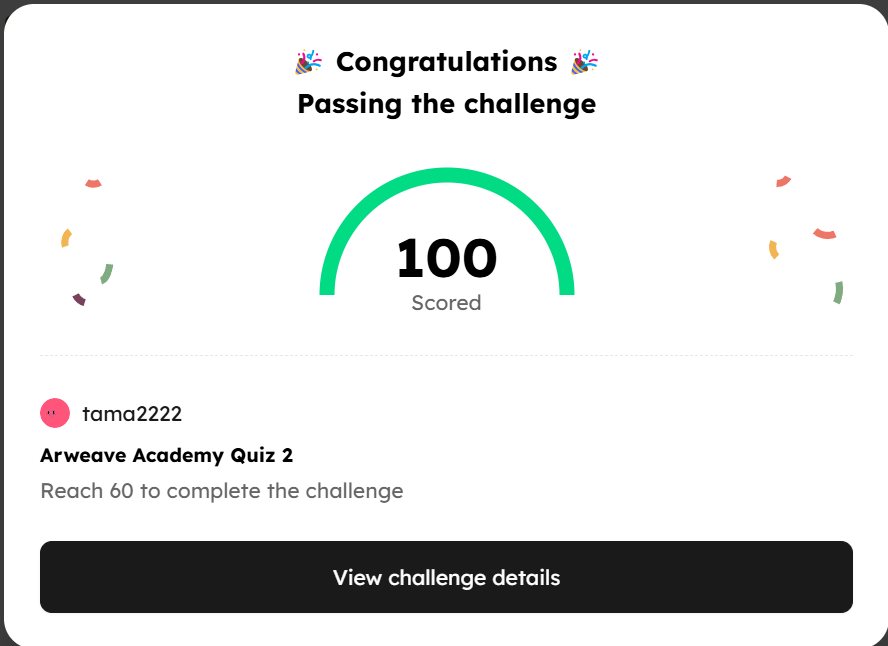 🎉 Congratulations 🎉
Passing the challenge
100
Scored
tama2222
Arweave Academy Quiz 2
Reach 60 to complete the challenge
View challenge details